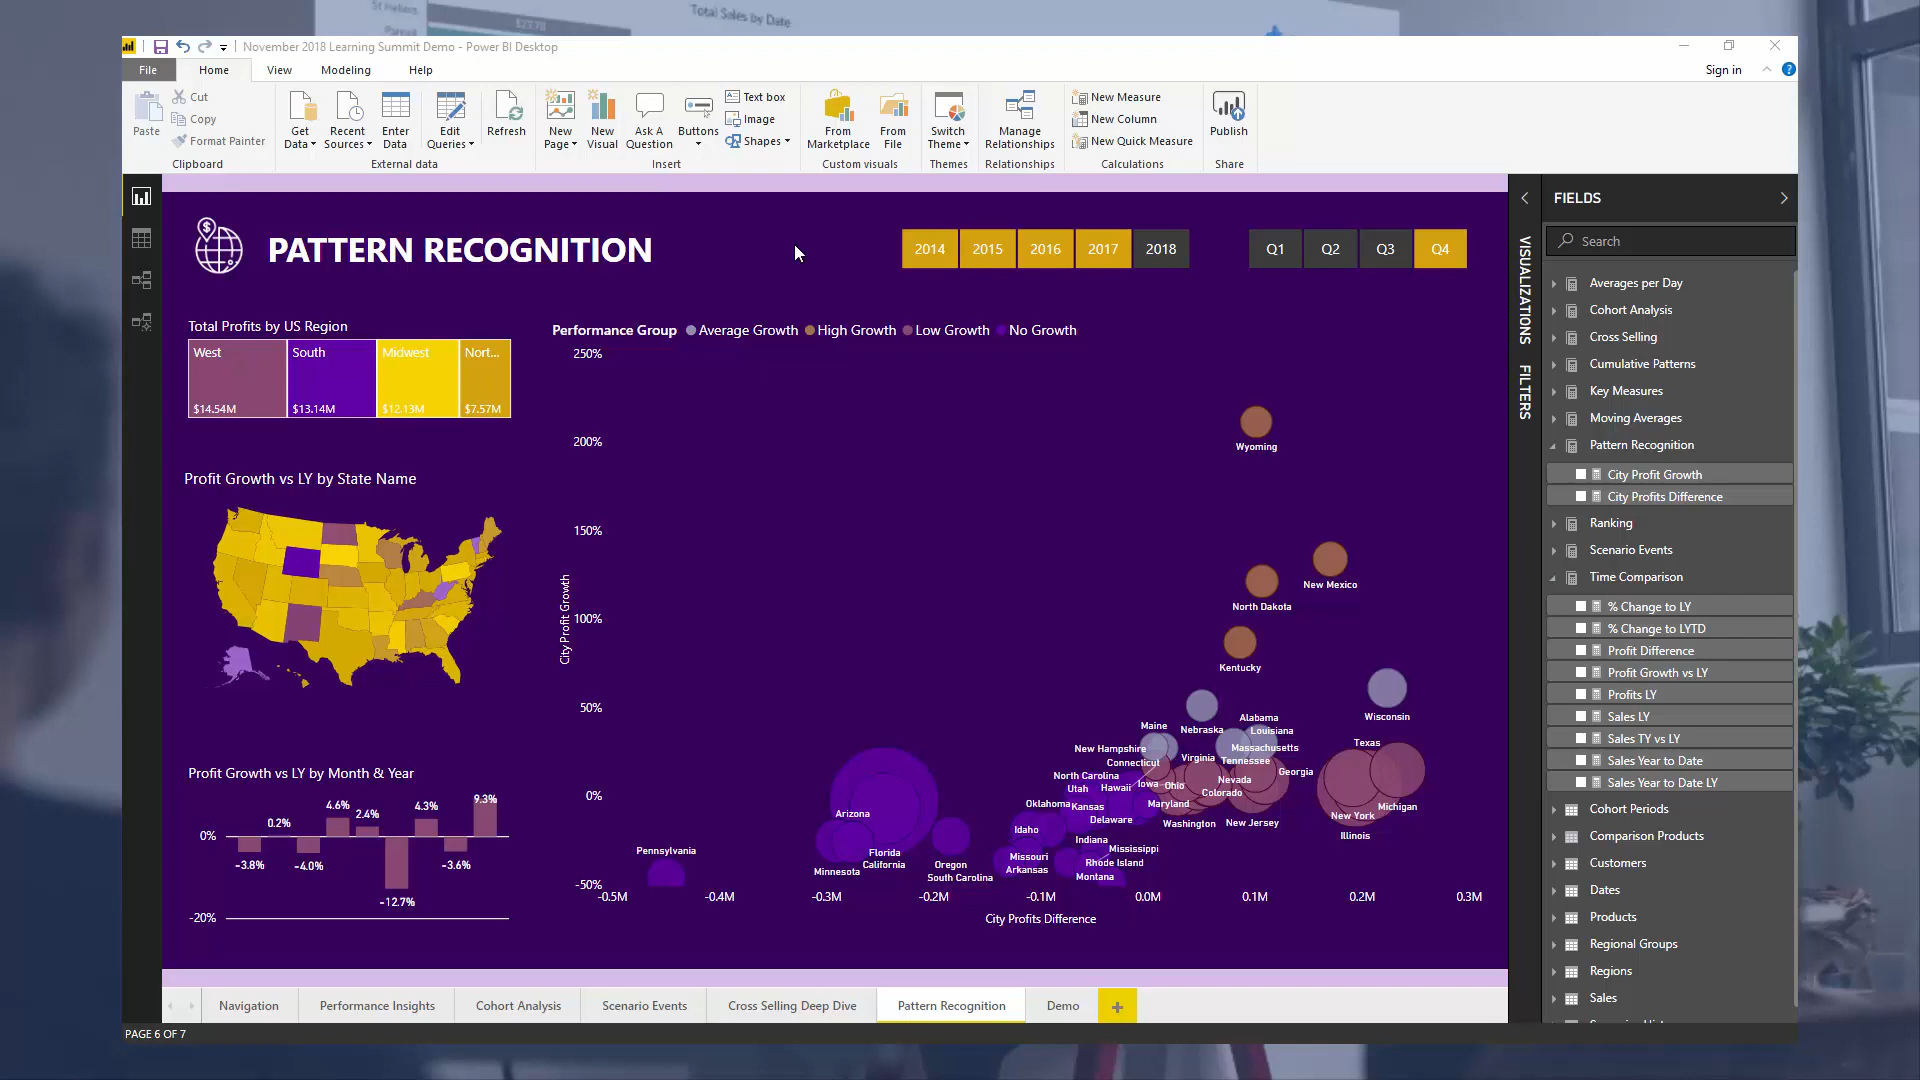 St Helens
$23.7B
Total Sales by Date
November 2018 Learning Summit Demo - Power BI Desktop
File Home View Modeling Help Sign in
Paste
Cut
Copy
Format Painter
Clipboard
Get Data
Recent Sources
Enter Data
Edit Queries
Refresh
External data
New Page
New Visual
Ask A Question
Buttons
Text box
Image
Shapes
Insert
From Marketplace
From File
Custom visuals
Switch Theme
Themes
Manage Relationships
Relationships
New Measure
New Column
New Quick Measure
Calculations
Publish
Share
PATTERN RECOGNITION
2014 2015 2016 2017 2018
Q1 Q2 Q3 Q4
Total Profits by US Region
West South Midwest Nort...
$14.54M $13.14M $12.13M $7.57M
Profit Growth vs LY by State Name
Profit Growth vs LY by Month & Year
0%
-20%
-3.8%
0.2%
-4.0%
4.6%
2.4%
-12.7%
4.3%
-3.6%
9.3%
Performance Group Average Growth High Growth Low Growth No Growth
City Profit Growth
250%
200%
150%
100%
50%
0%
-50%
Wyoming
New Mexico
North Dakota
Kentucky
Wisconsin
Nebraska
Maine
Alabama
Louisiana
New Hampshire
Massachusetts
Texas
Connecticut
Virginia
Tennessee
Georgia
North Carolina
Utah
Hawaii
Iowa
Ohio
Nevada
Colorado
Michigan
Oklahoma
Kansas
Maryland
Delaware
Washington
New Jersey
New York
Illinois
Arizona
Idaho
Indiana
Pennsylvania
Florida
California
Minnesota
Oregon
South Carolina
Missouri
Arkansas
Mississippi
Rhode Island
Montana
-0.5M -0.4M -0.3M -0.2M -0.1M 0.0M 0.1M 0.2M 0.3M
City Profits Difference
VISUALIZATIONS
FILTERS
FIELDS
Search
Averages per Day
Cohort Analysis
Cross Selling
Cumulative Patterns
Key Measures
Moving Averages
Pattern Recognition
City Profit Growth
City Profits Difference
Ranking
Scenario Events
Time Comparison
% Change to LY
% Change to LYTD
Profit Difference
Profit Growth vs LY
Profits LY
Sales LY
Sales TY vs LY
Sales Year to Date
Sales Year to Date LY
Cohort Periods
Comparison Products
Customers
Dates
Products
Regional Groups
Regions
Sales
Navigation Performance Insights Cohort Analysis Scenario Events Cross Selling Deep Dive Pattern Recognition Demo
PAGE 6 OF 7